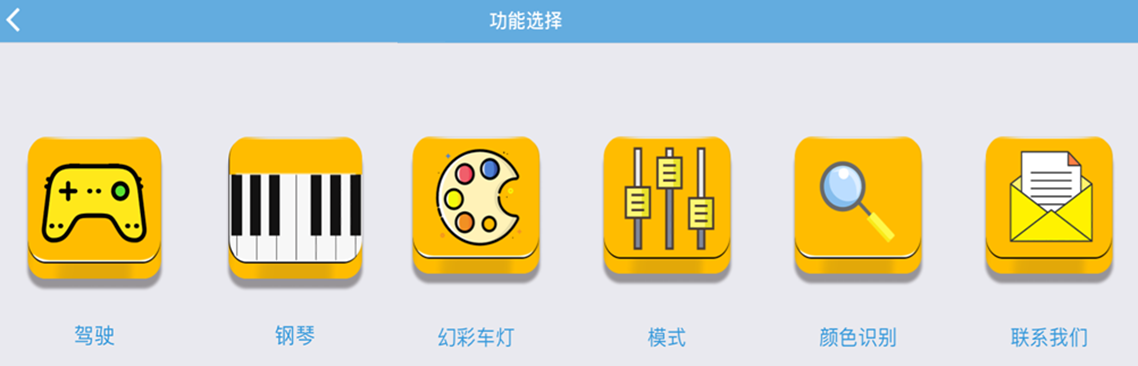 功能选择
驾驶
钢琴
幻彩车灯
模式
颜色识别
联系我们